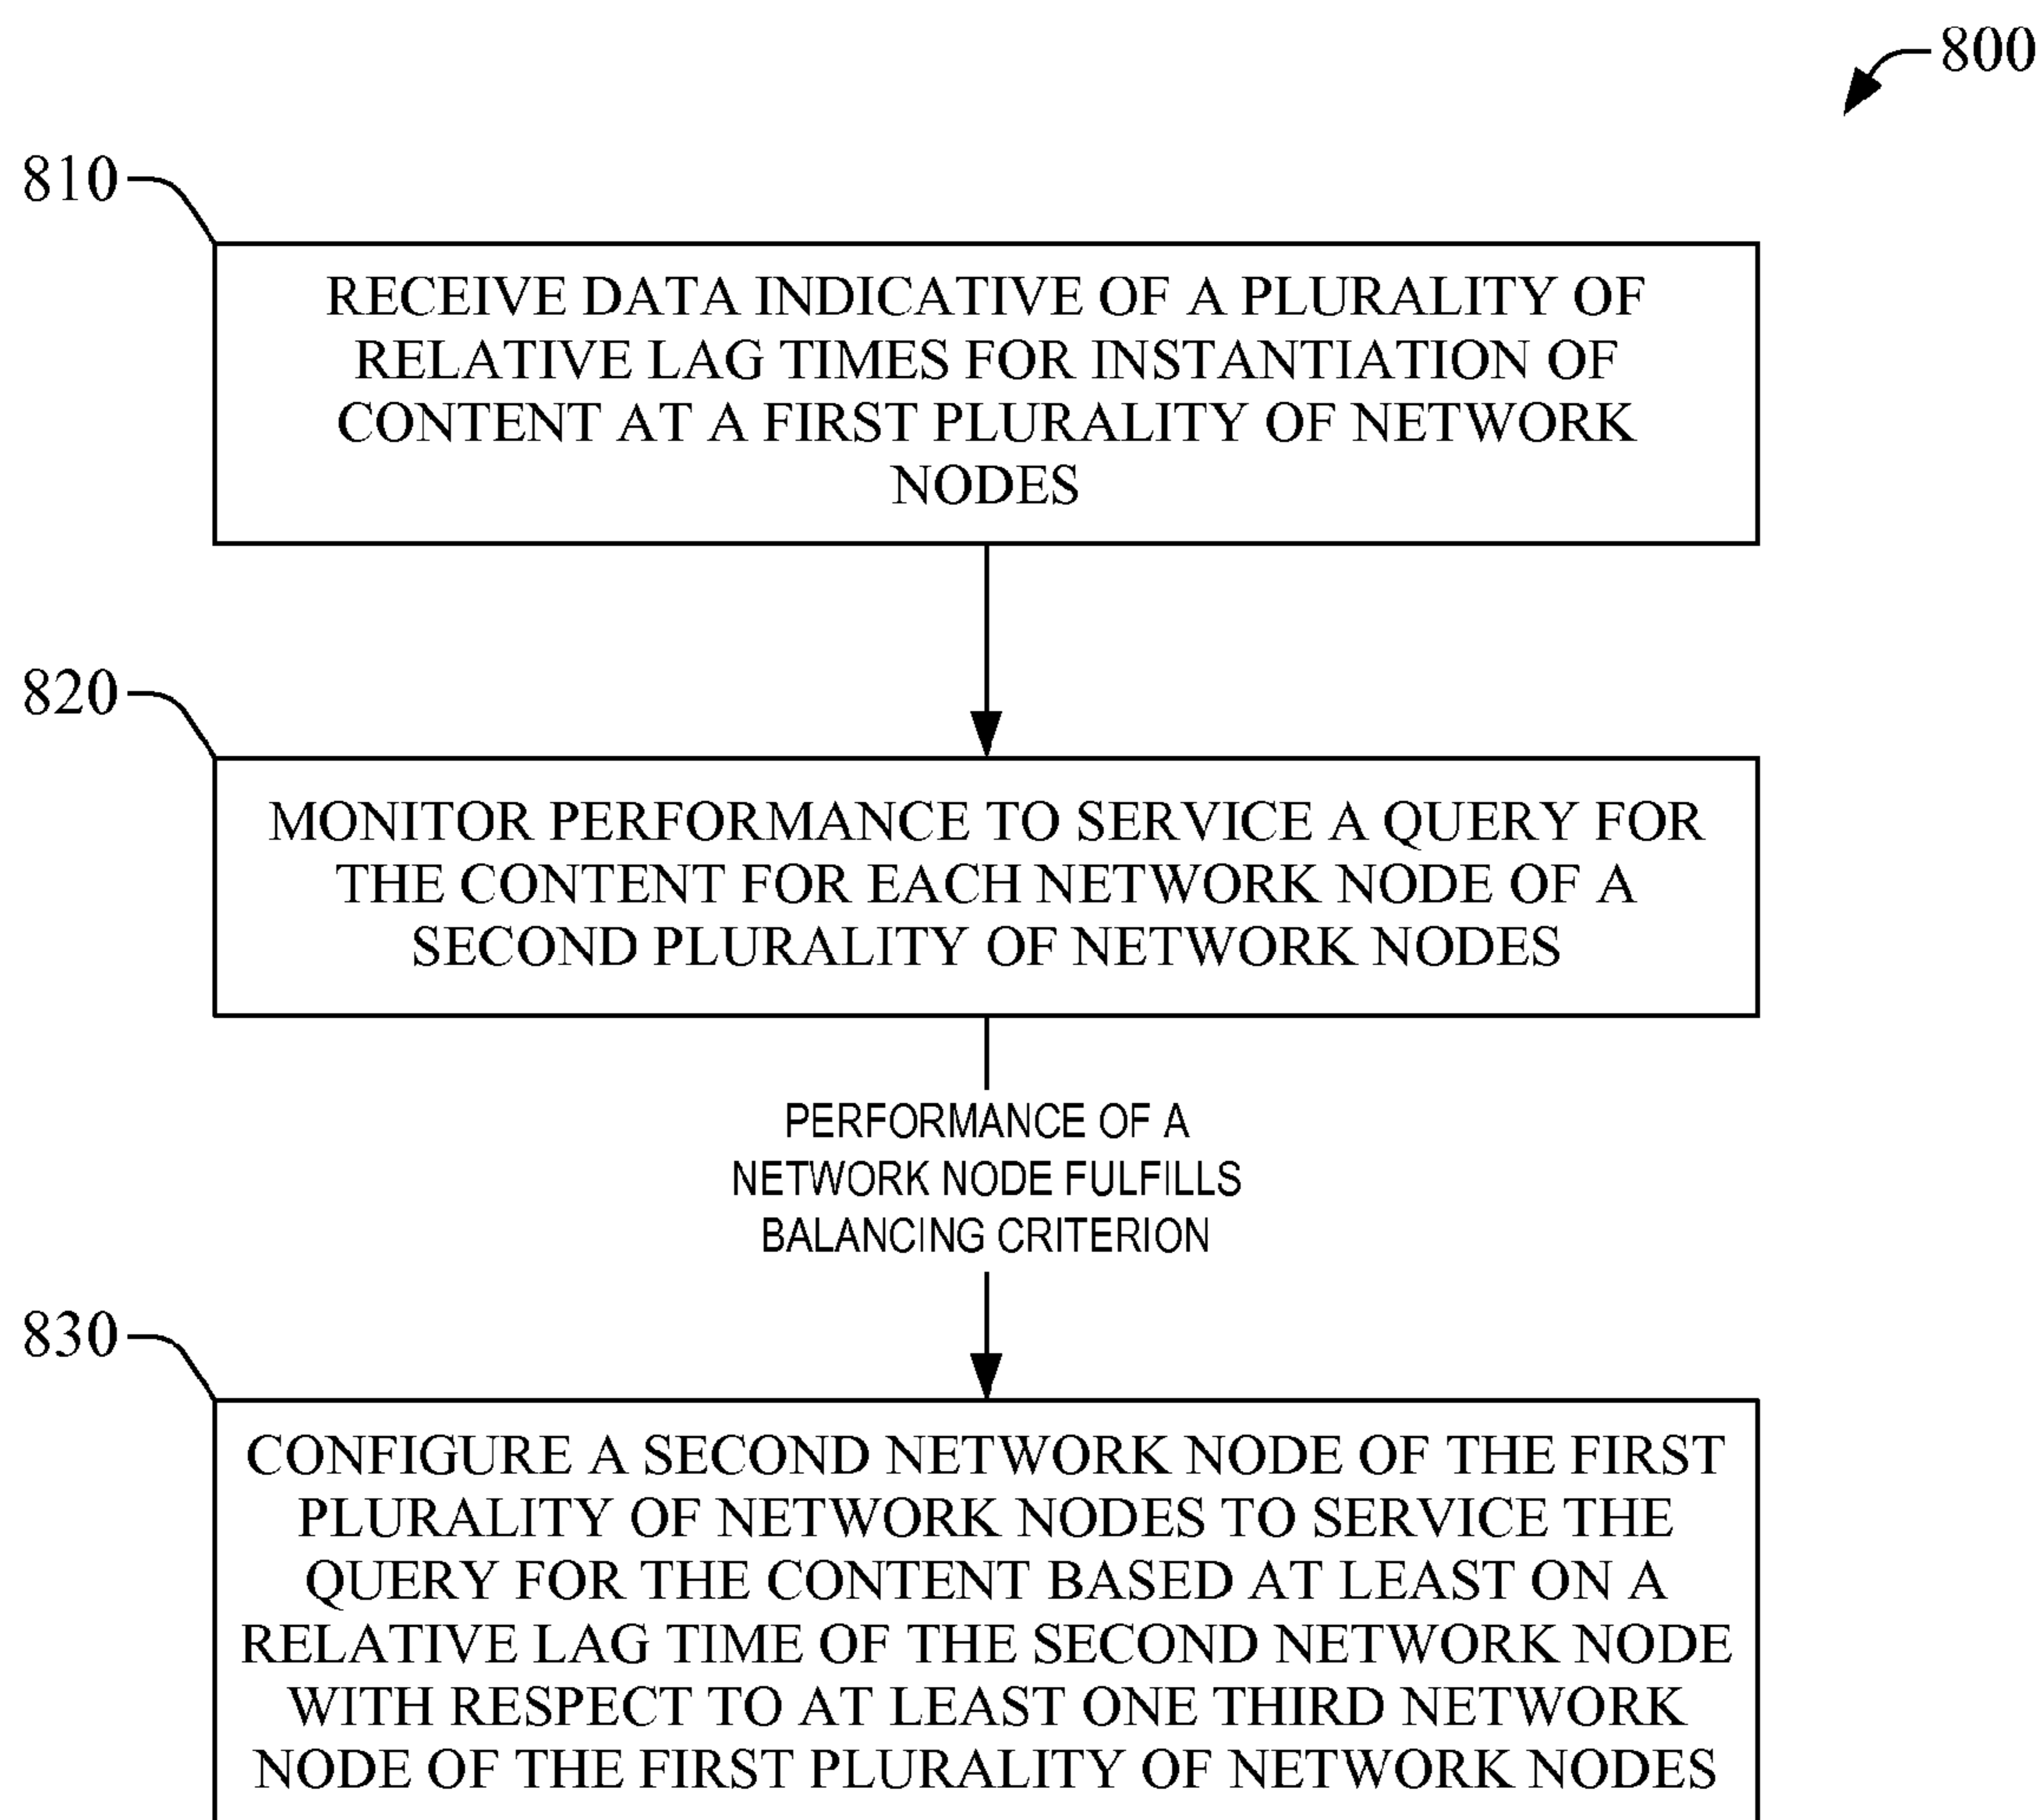 800
810
RECEIVE DATA INDICATIVE OF A PLURALITY OF
RELATIVE LAG TIMES FOR INSTANTIATION OF
CONTENT AT A FIRST PLURALITY OF NETWORK
NODES
820
MONITOR PERFORMANCE TO SERVICE A QUERY FOR
THE CONTENT FOR EACH NETWORK NODE OF A
SECOND PLURALITY OF NETWORK NODES
PERFORMANCE OF A
NETWORK NODE FULFILLS
BALANCING CRITERION
830
CONFIGURE A SECOND NETWORK NODE OF THE FIRST
PLURALITY OF NETWORK NODES TO SERVICE THE
QUERY FOR THE CONTENT BASED AT LEAST ON A
RELATIVE LAG TIME OF THE SECOND NETWORK NODE
WITH RESPECT TO AT LEAST ONE THIRD NETWORK
NODE OF THE FIRST PLURALITY OF NETWORK NODES